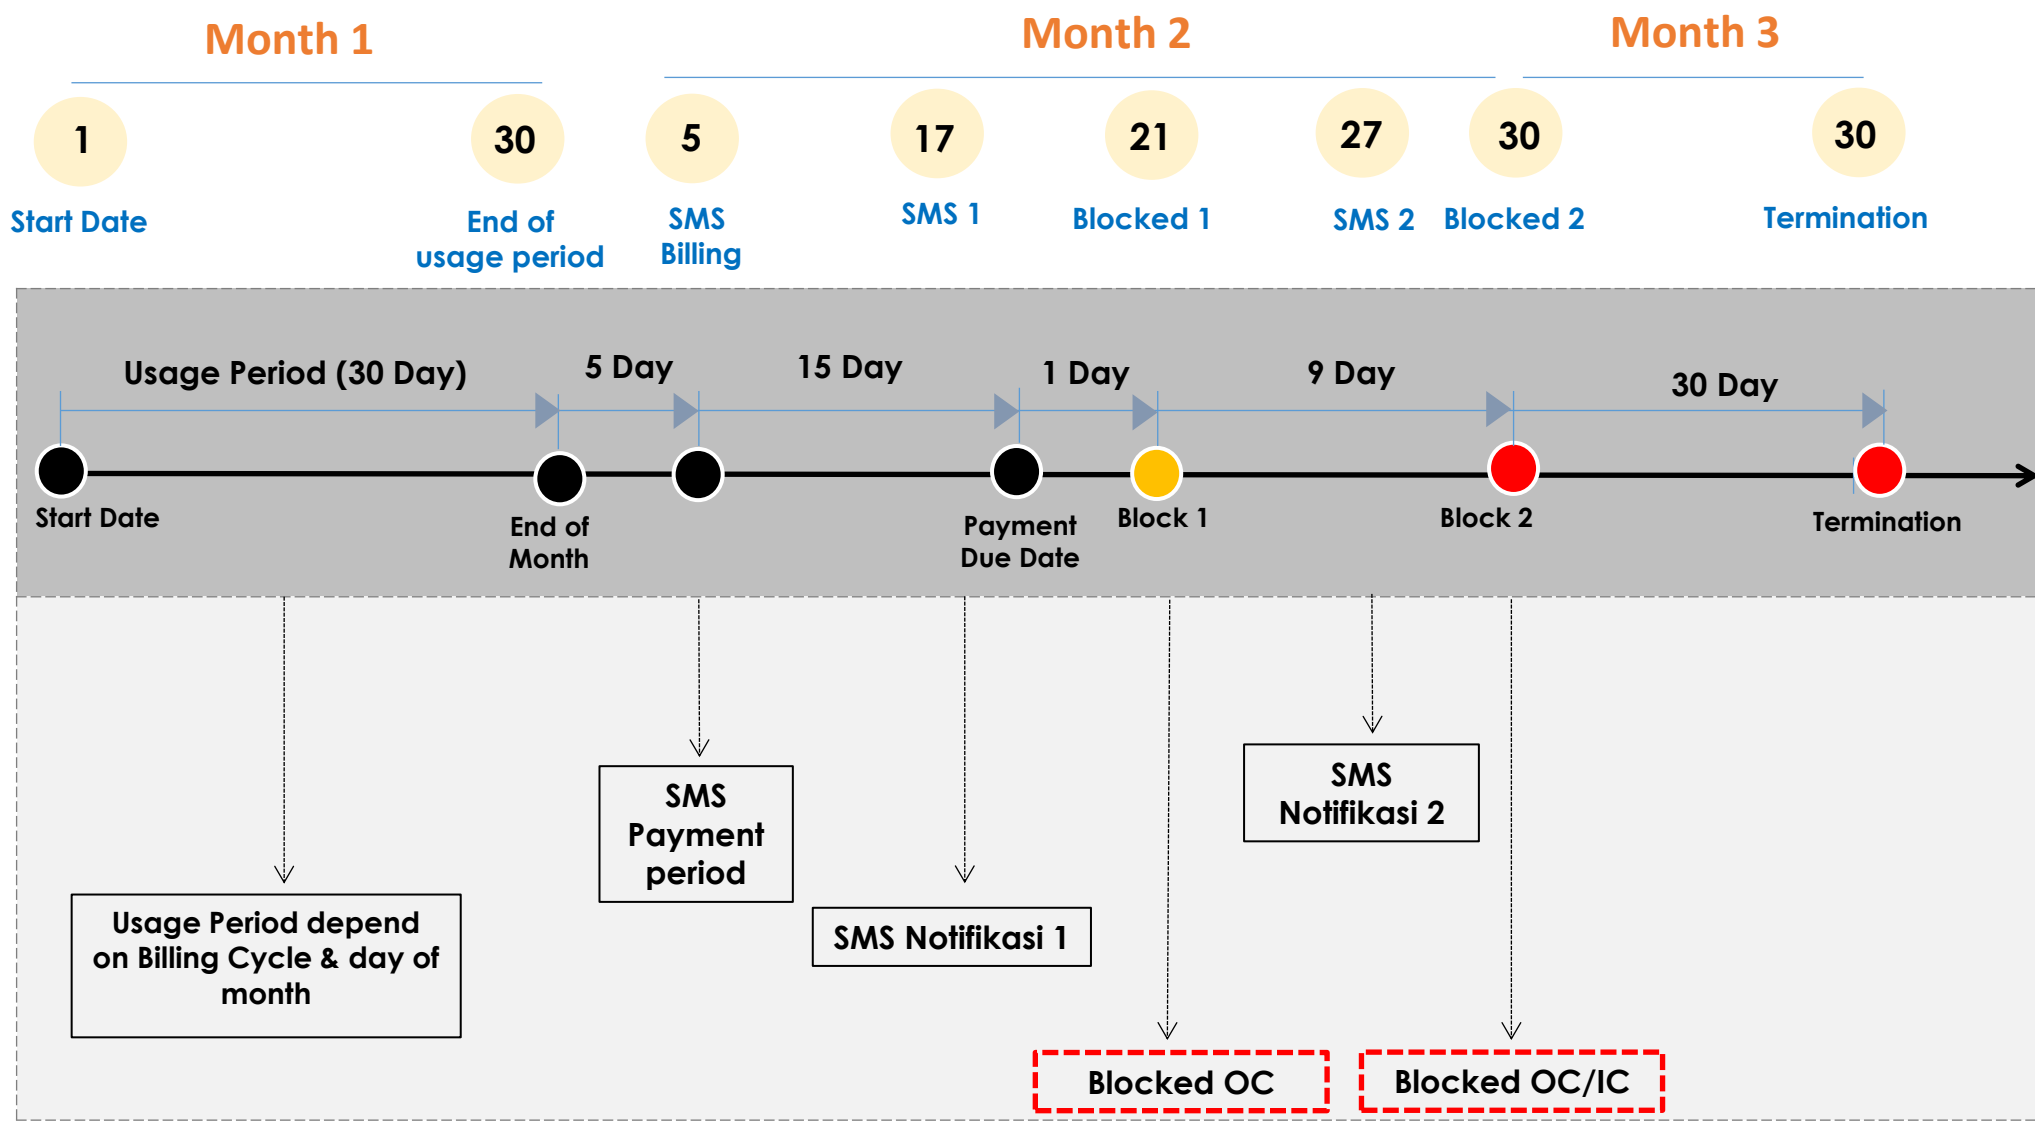 Month 1
Month 2
Month 3
1
30
5
17
21
27
30
30
Start Date
End of
usage period
SMS
Billing
SMS 1
Blocked 1
SMS 2
Blocked 2
Termination
Usage Period (30 Day)
5 Day
15 Day
1 Day
9 Day
30 Day
Start Date
End of
Month
Payment
Due Date
Block 1
Block 2
Termination
SMS
Payment
period
SMS
Notifikasi 2
Usage Period depend
on Billing Cycle & day of
month
SMS Notifikasi 1
Blocked OC
Blocked OC/IC